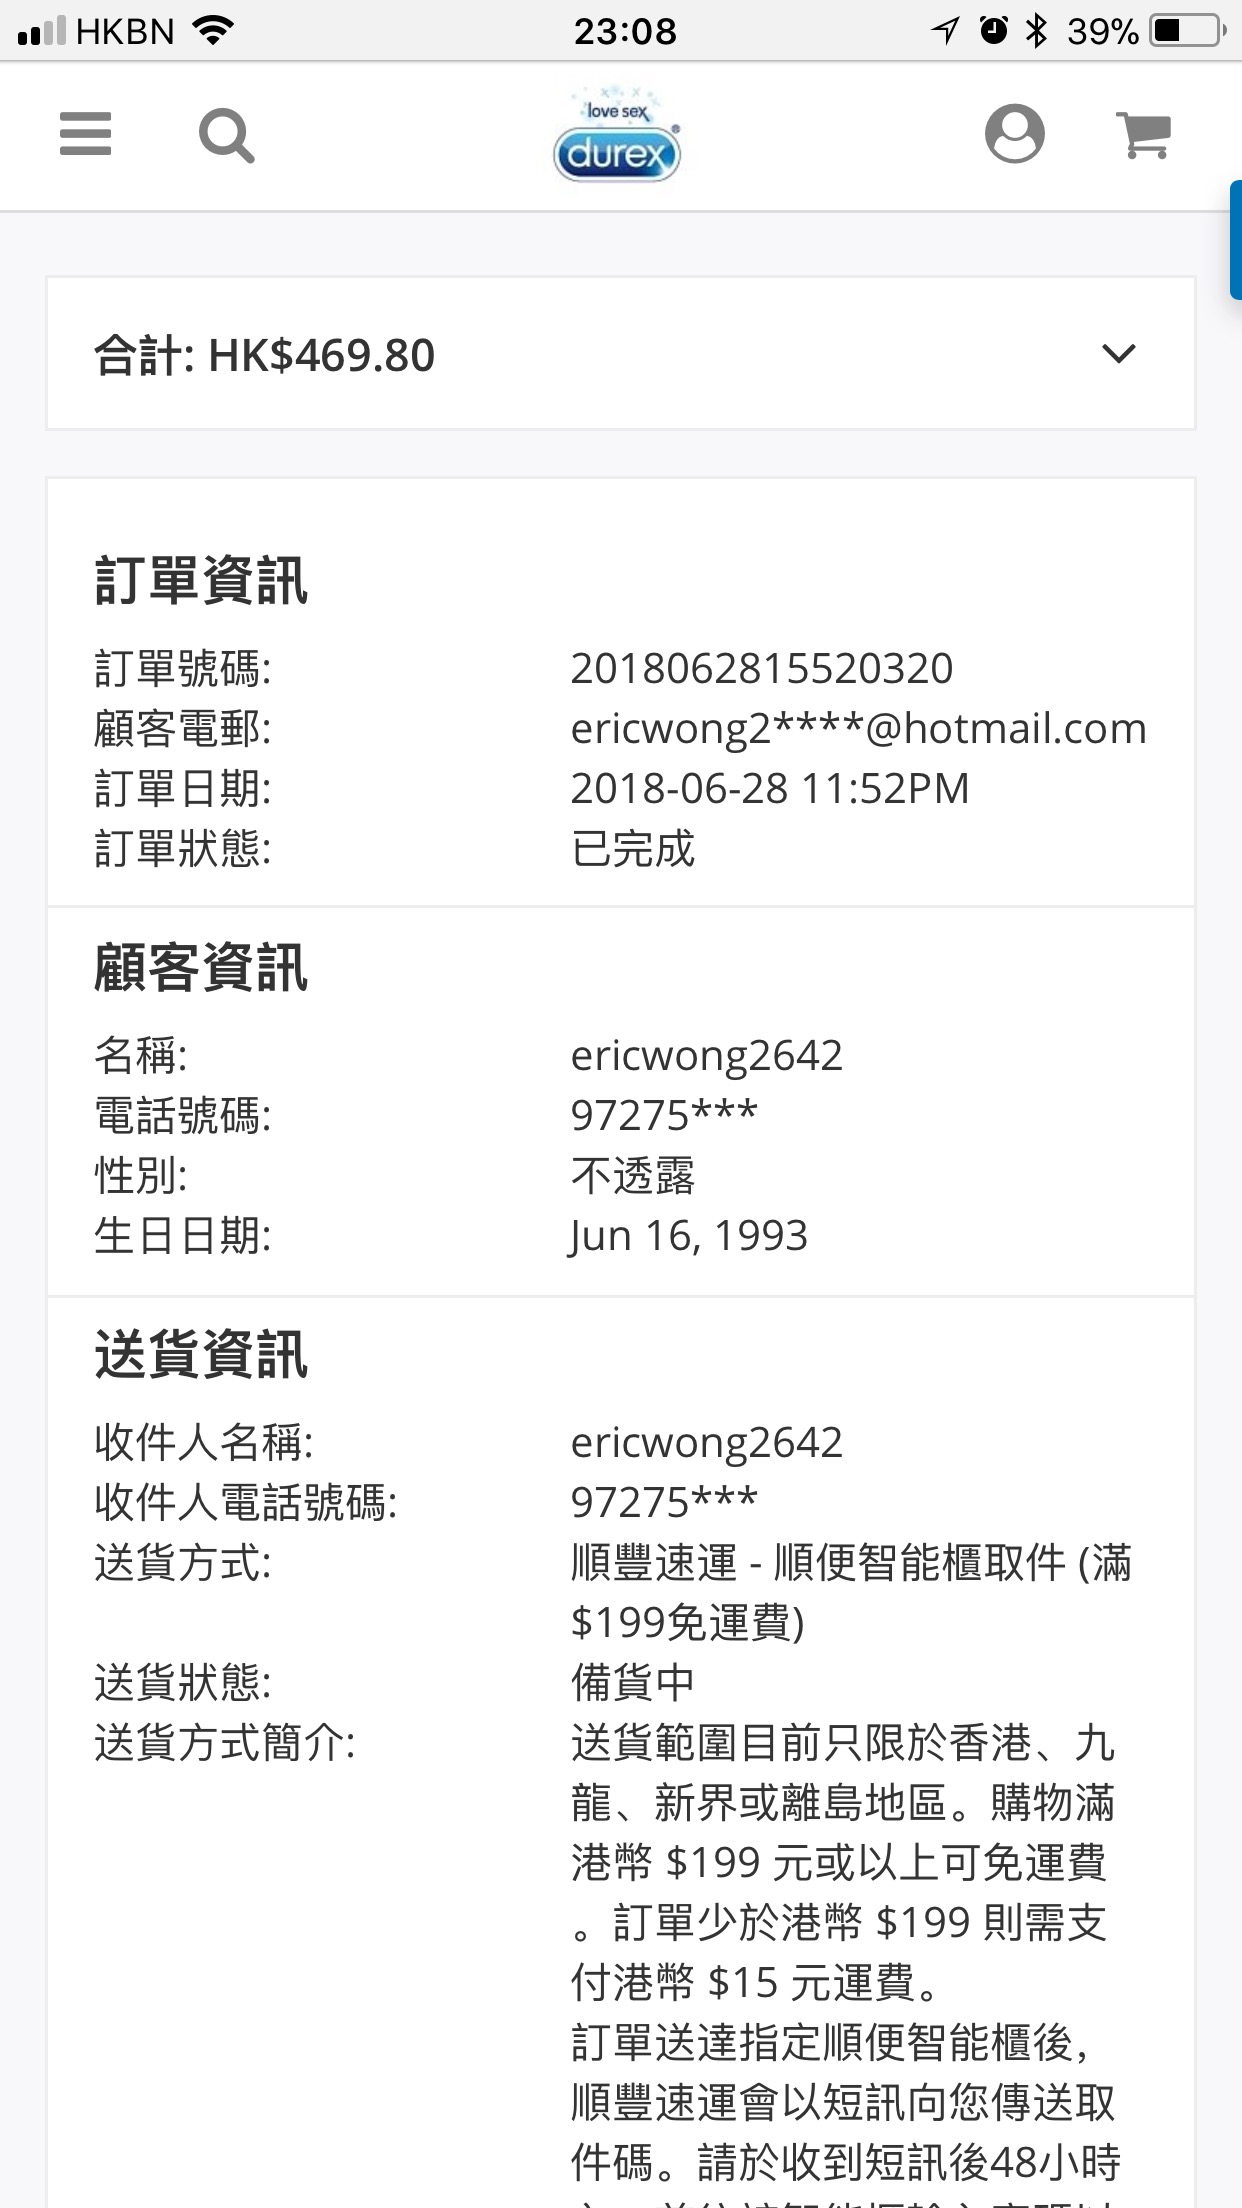 HKBN 23:08 39%
love sex
durex®
合計: HK$469.80
訂單資訊
訂單號碼: 2018062815520320
顧客電郵: ericwong2****@hotmail.com
訂單日期: 2018-06-28 11:52PM
訂單狀態: 已完成
顧客資訊
名稱: ericwong2642
電話號碼: 97275***
性別: 不透露
生日日期: Jun 16, 1993
送貨資訊
收件人名稱: ericwong2642
收件人電話號碼: 97275***
送貨方式: 順豐速運 - 順便智能櫃取件 (滿
$199免運費)
送貨狀態: 備貨中
送貨方式簡介: 送貨範圍目前只限於香港、九
龍、新界或離島地區。購物滿
港幣 $199 元或以上可免運費
。訂單少於港幣 $199 則需支
付港幣 $15 元運費。
訂單送達指定順便智能櫃後，
順豐速運會以短訊向您傳送取
件碼。請於收到短訊後48小時